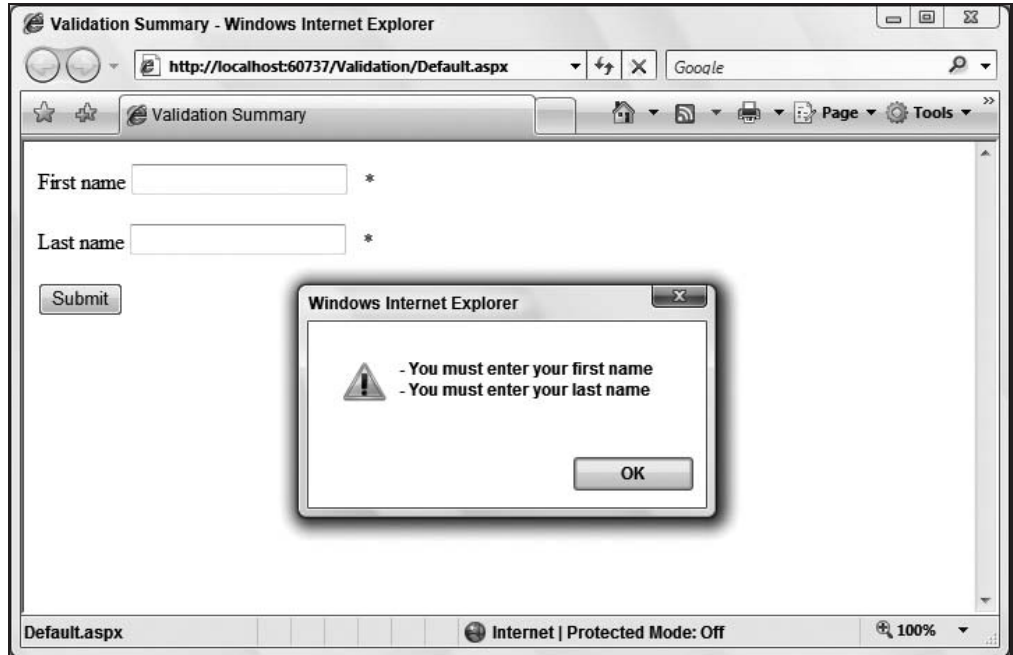 Validation Summary - Windows Internet Explorer
http://localhost:60737/Validation/Default.aspx
Google
Validation Summary
Page
Tools
First name *
Last name *
Submit
Windows Internet Explorer
- You must enter your first name
- You must enter your last name
OK
Default.aspx
Internet | Protected Mode: Off
100%